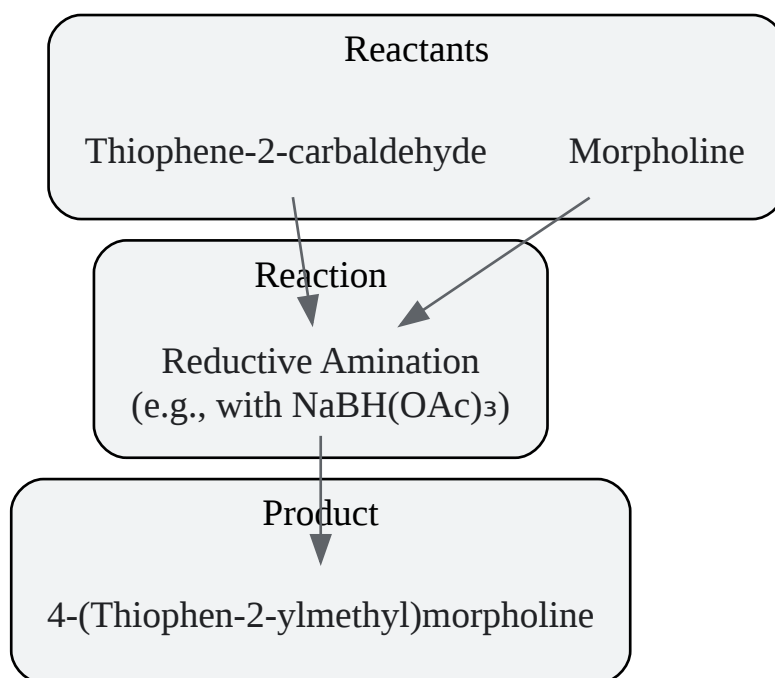 Reactants
Thiophene-2-carbaldehyde
Morpholine
Reaction
Reductive Amination
(e.g., with NaBH(OAc)₃)
Product
4-(Thiophen-2-ylmethyl)morpholine